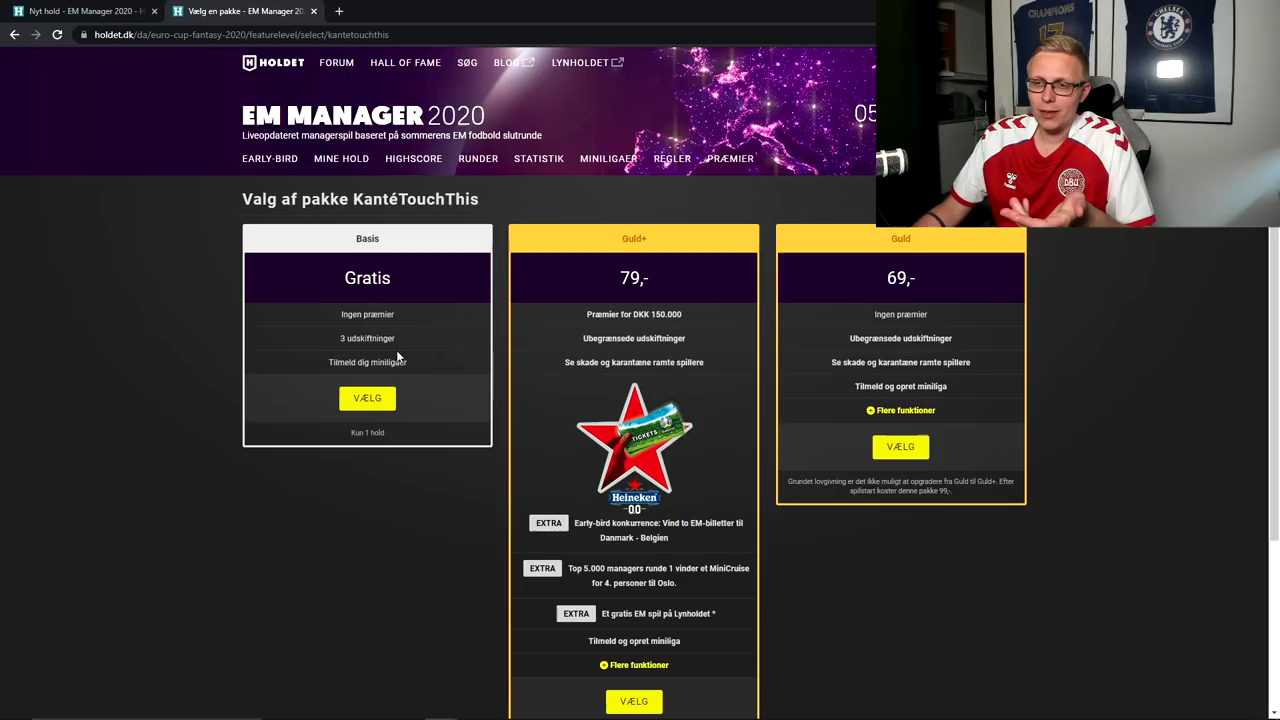 Nyt hold - EM Manager 2020 - H
Vælg en pakke - EM Manager 20
holdet.dk/da/euro-cup-fantasy-2020/featurelevel/select/kantetouchthis
HOLDET FORUM HALL OF FAME SØG BLOG LYNHOLDET
EM MANAGER 2020
05
Liveopdateret managerspil baseret på sommerens EM fodbold slutrunde
EARLY-BIRD MINE HOLD HIGHSCORE RUNDER STATISTIK MINILIGAER REGLER PRÆMIER
Valg af pakke KantéTouchThis
Basis
Gratis
Ingen præmier
3 udskiftninger
Tilmeld dig miniligaer
VÆLG
Kun 1 hold
Guld+
79,-
Præmier for DKK 150.000
Ubegrænsede udskiftninger
Se skade og karantæne ramte spillere
TICKETS
Heineken
0.0
EXTRA Early-bird konkurrence: Vind to EM-billetter til
Danmark - Belgien
EXTRA Top 5.000 managers runde 1 vinder et MiniCruise
for 4. personer til Oslo.
EXTRA Et gratis EM spil på Lynholdet *
Tilmeld og opret miniliga
Flere funktioner
VÆLG
Guld
69,-
Ingen præmier
Ubegrænsede udskiftninger
Se skade og karantæne ramte spillere
Tilmeld og opret miniliga
Flere funktioner
VÆLG
Grundet lovgivning er det ikke muligt at opgradere fra Guld til Guld+. Efter
spilstart koster denne pakke 99,-.
CHAMPIONS
CHELSEA
FOOTBALL CLUB
DBU